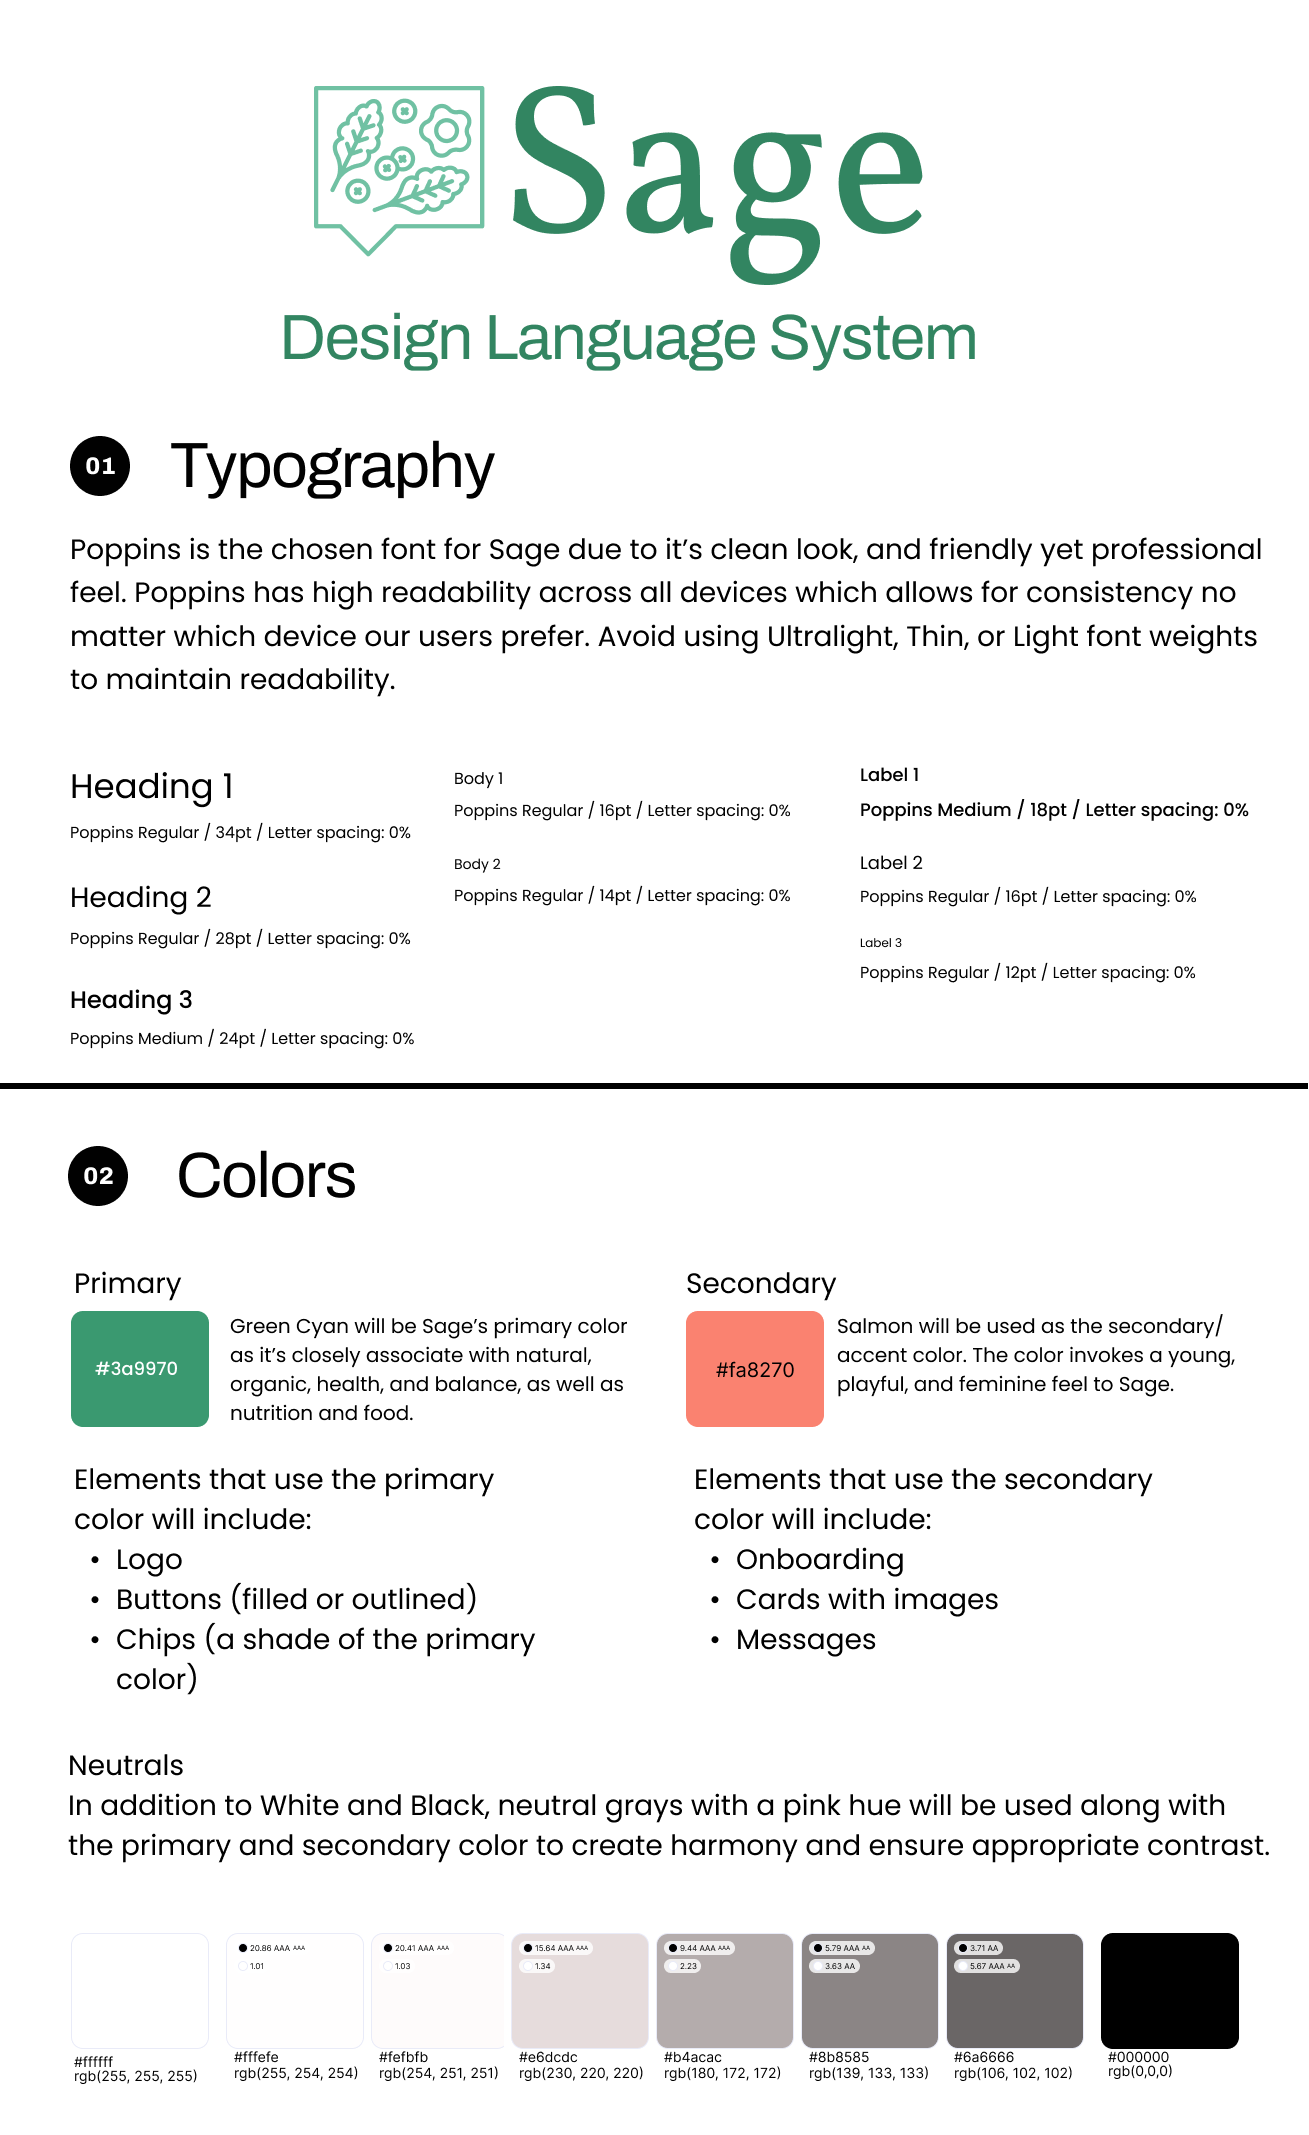 Sage
Design Language System
01 Typography
Poppins is the chosen font for Sage due to it's clean look, and friendly yet professional
feel. Poppins has high readability across all devices which allows for consistency no
matter which device our users prefer. Avoid using Ultralight, Thin, or Light font weights
to maintain readability.
Heading 1
Poppins Regular / 34pt / Letter spacing: 0%
Heading 2
Poppins Regular / 28pt / Letter spacing: 0%
Heading 3
Poppins Medium / 24pt / Letter spacing: 0%
Body 1
Poppins Regular / 16pt / Letter spacing: 0%
Body 2
Poppins Regular / 14pt / Letter spacing: 0%
Label 1
Poppins Medium / 18pt / Letter spacing: 0%
Label 2
Poppins Regular / 16pt / Letter spacing: 0%
Label 3
Poppins Regular / 12pt / Letter spacing: 0%
02 Colors
Primary
#3a9970
Green Cyan will be Sage's primary color
as it's closely associate with natural,
organic, health, and balance, as well as
nutrition and food.
Elements that use the primary
color will include:
• Logo
• Buttons (filled or outlined)
• Chips (a shade of the primary
color)
Secondary
#fa8270
Salmon will be used as the secondary/
accent color. The color invokes a young,
playful, and feminine feel to Sage.
Elements that use the secondary
color will include:
• Onboarding
• Cards with images
• Messages
Neutrals
In addition to White and Black, neutral grays with a pink hue will be used along with
the primary and secondary color to create harmony and ensure appropriate contrast.
#ffffff
rgb(255, 255, 255)
20.86 AAA AAA
1.01
#fffefe
rgb(255, 254, 254)
20.41 AAA AAA
1.03
#fefbfb
rgb(254, 251, 251)
15.64 AAA AAA
1.34
#e6dcdc
rgb(230, 220, 220)
9.44 AAA AAA
2.23
#b4acac
rgb(180, 172, 172)
5.79 AAA AA
3.63 AA
#8b8585
rgb(139, 133, 133)
3.71 AA
5.67 AAA AA
#6a6666
rgb(106, 102, 102)
#000000
rgb(0,0,0)